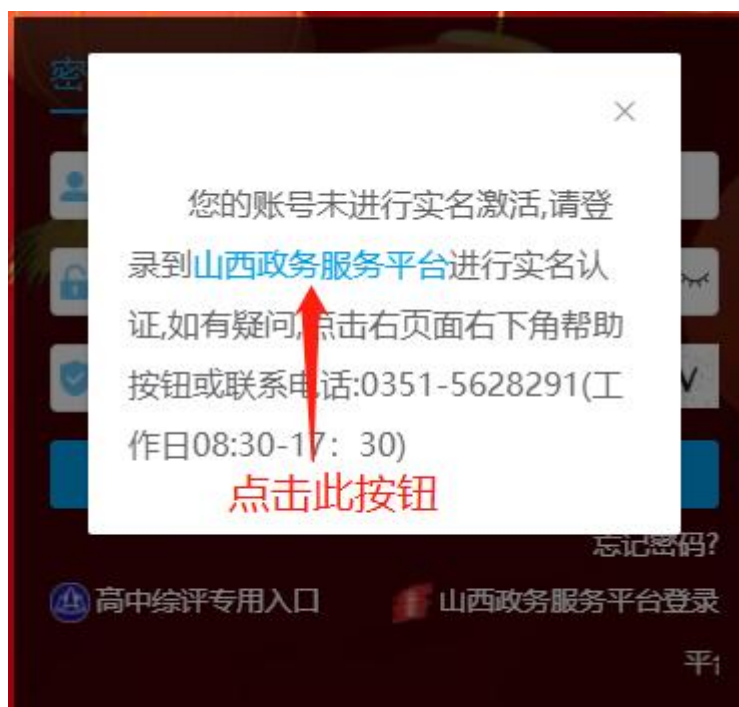 密
×
您的账号未进行实名激活,请登
录到山西政务服务平台进行实名认
证,如有疑问,点击右页面右下角帮助
按钮或联系电话:0351-5628291(工
作日08:30-17：30)
点击此按钮
忘记密码?
高中综评专用入口 山西政务服务平台登录